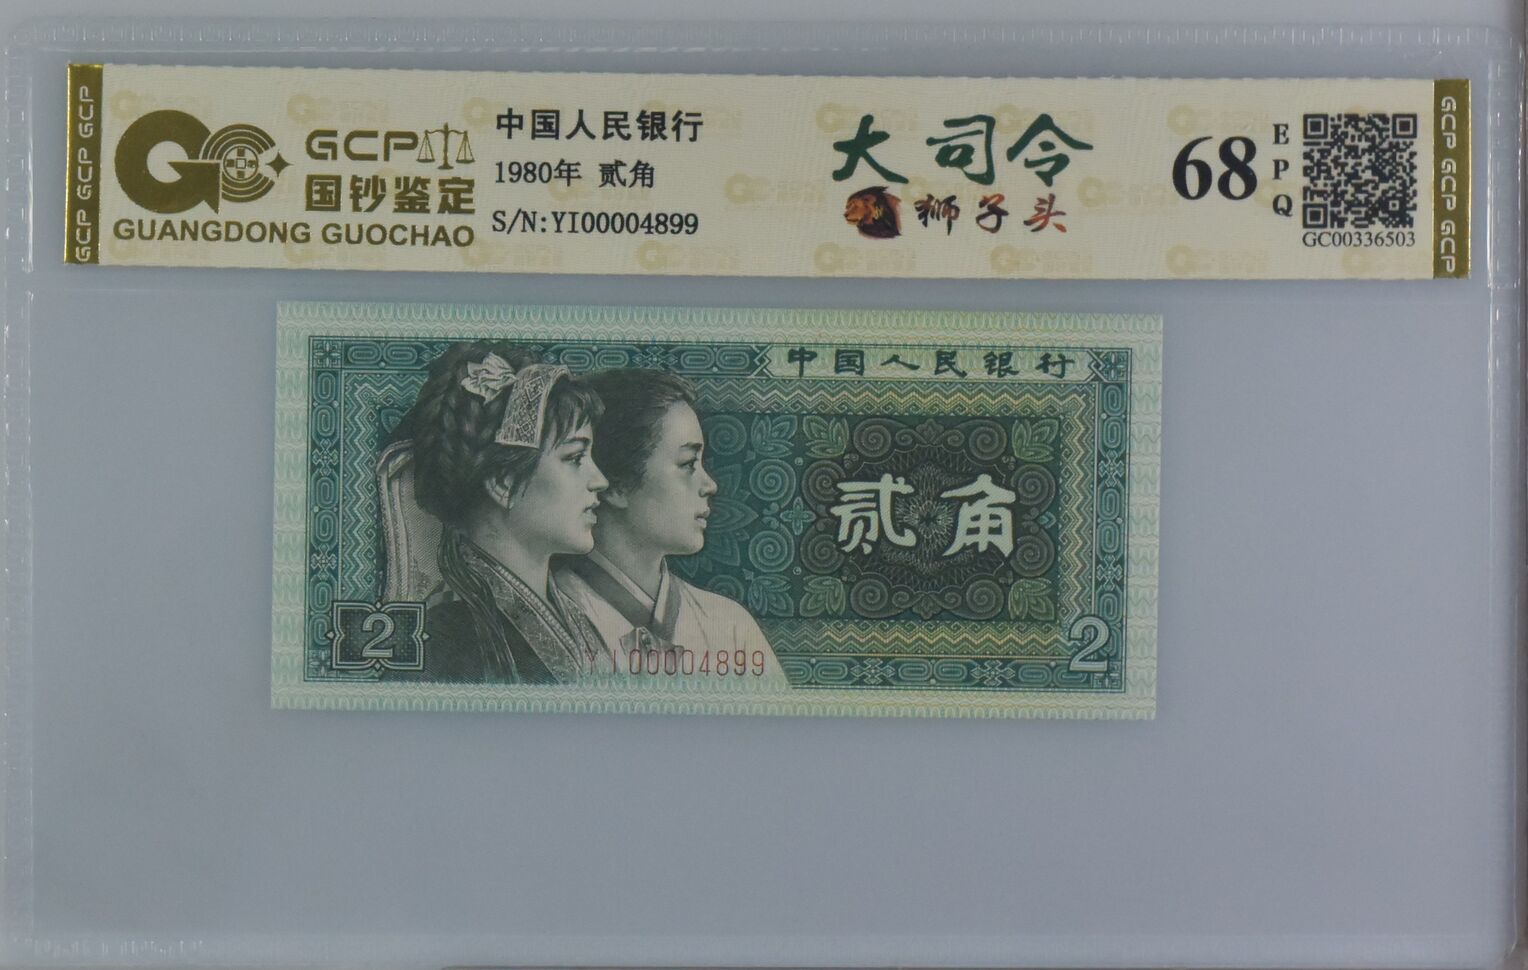 GCP GCP GCP
GCP
国钞鉴定
GUANGDONG GUOCHAO
中国人民银行
1980年 贰角
S/N:YI00004899
大司令
狮子头
68
EPQ
GC00336503
GCP GCP GCP
中国人民银行
贰角
2
YI00004899
2